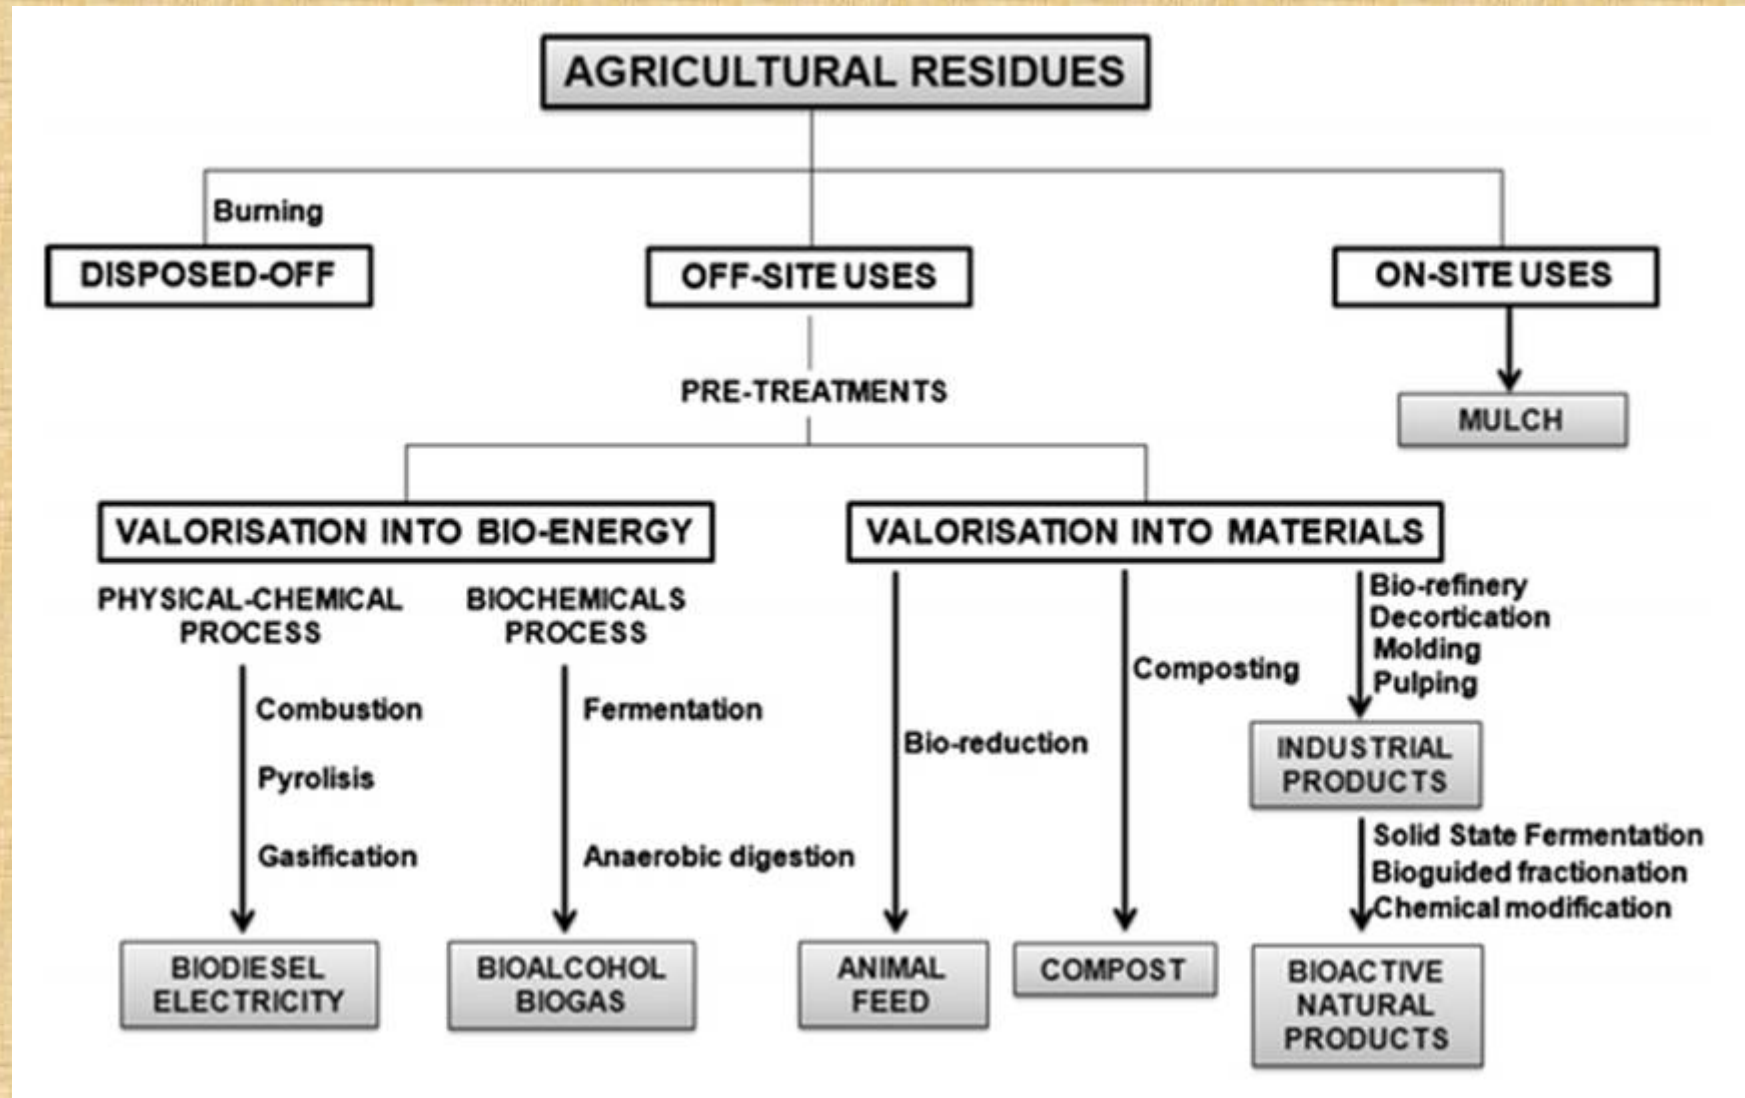 AGRICULTURAL RESIDUES
Burning
DISPOSED-OFF
OFF-SITE USES
ON-SITE USES
PRE-TREATMENTS
MULCH
VALORISATION INTO BIO-ENERGY
VALORISATION INTO MATERIALS
PHYSICAL-CHEMICAL
PROCESS
BIOCHEMICALS
PROCESS
Combustion
Pyrolisis
Gasification
Fermentation
Anaerobic digestion
Bio-reduction
Composting
Bio-refinery
Decortication
Molding
Pulping
INDUSTRIAL
PRODUCTS
Solid State Fermentation
Bioguided fractionation
Chemical modification
BIODIESEL
ELECTRICITY
BIOALCOHOL
BIOGAS
ANIMAL
FEED
COMPOST
BIOACTIVE
NATURAL
PRODUCTS